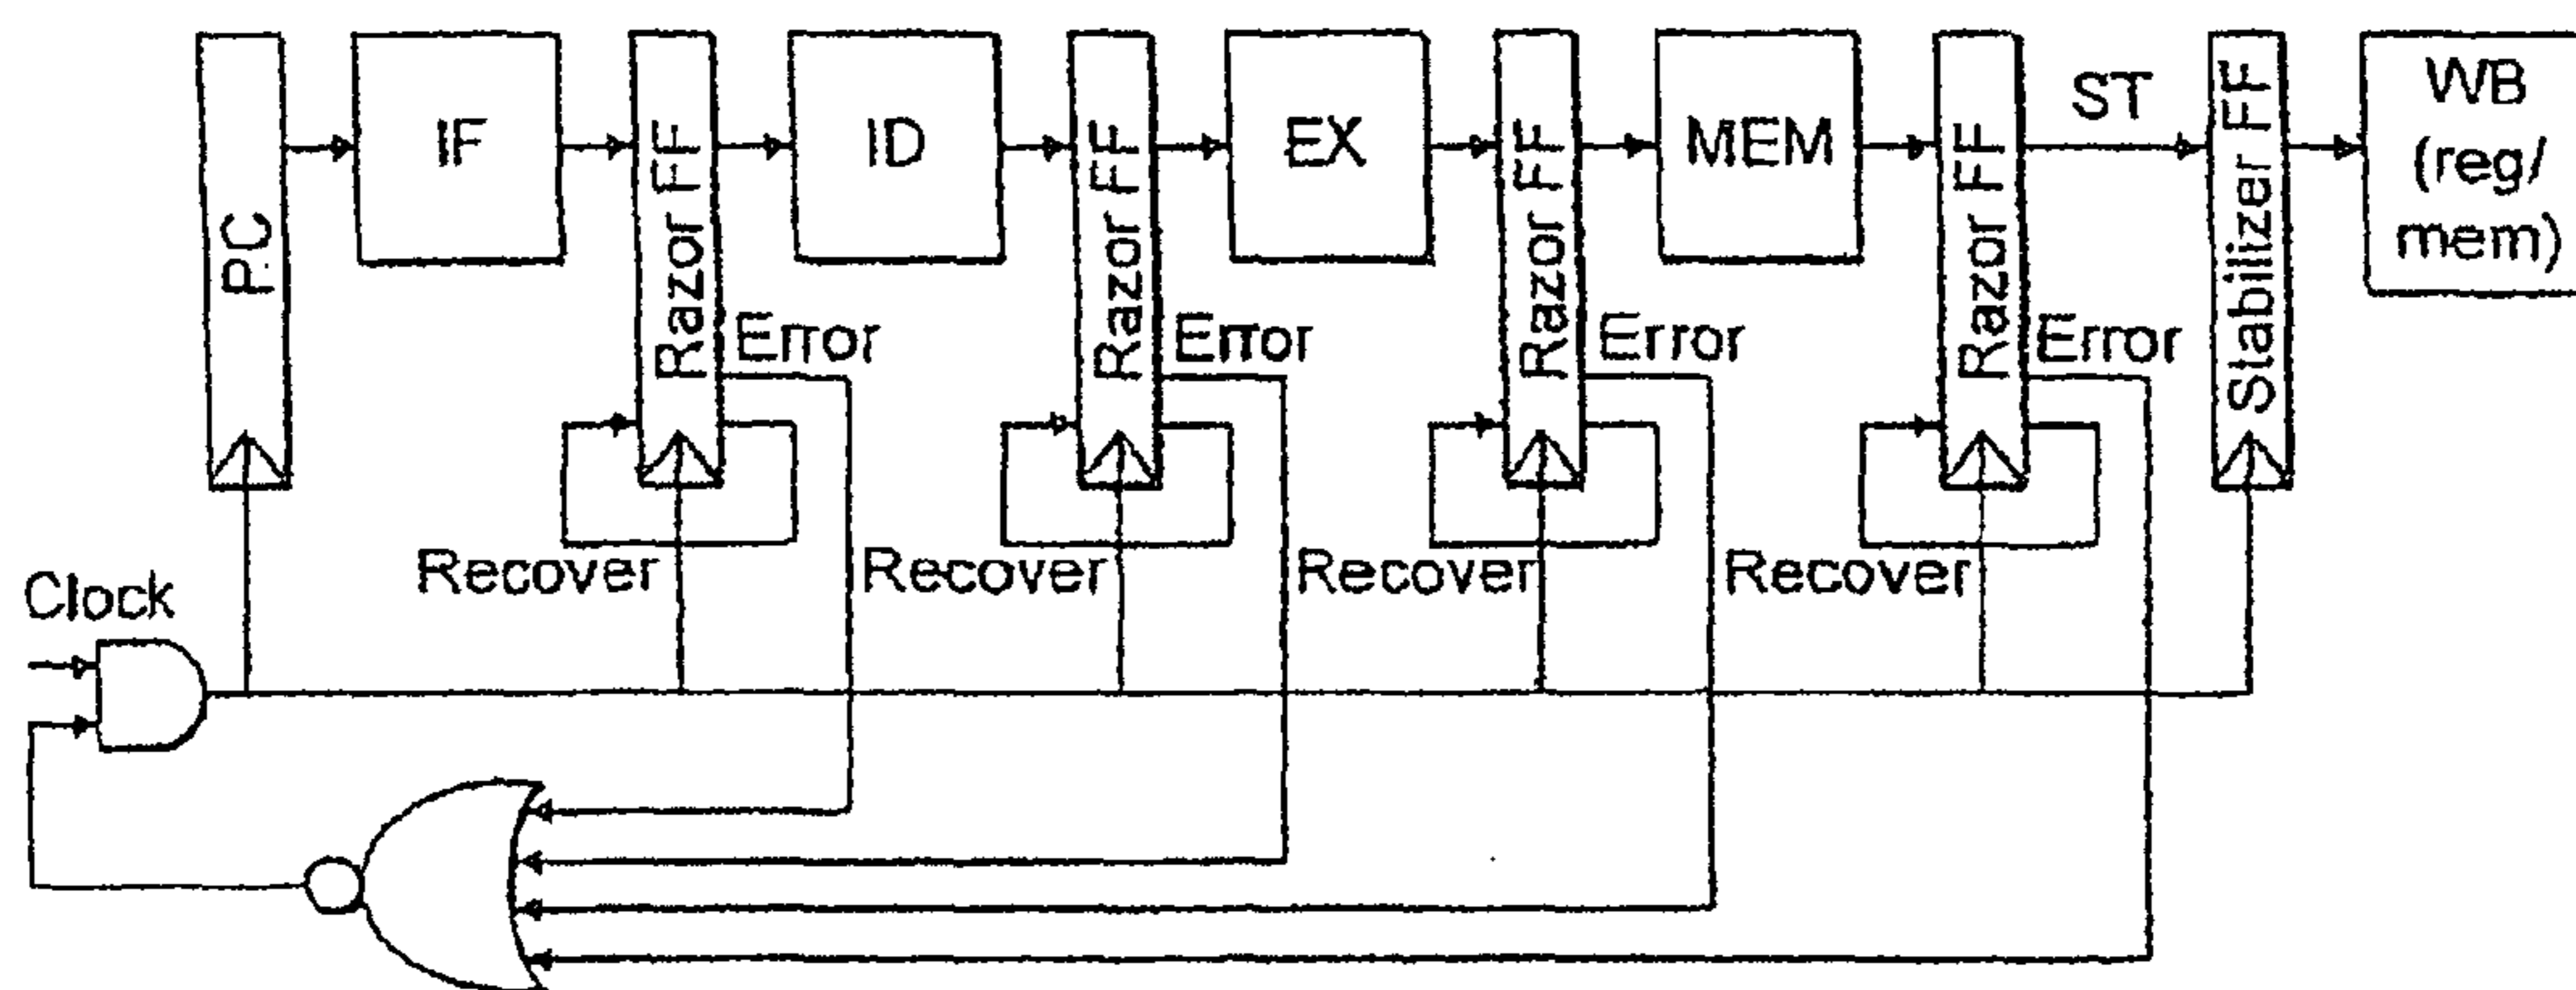 PC
IF
Razor FF
ID
Razor FF
EX
Razor FF
MEM
Razor FF
ST
Stabilizer FF
WB
(reg/
mem)
Error
Error
Error
Error
Recover
Recover
Recover
Recover
Clock